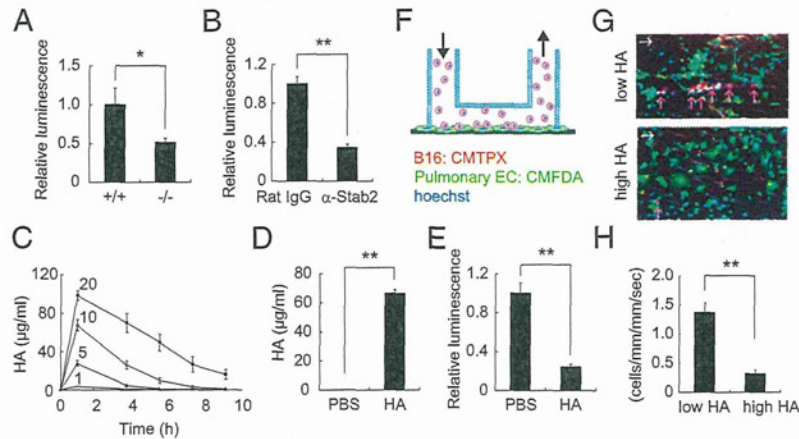 A
Relative luminescence
1.5
1.0
0.5
0
*
+/+ -/-
B
Relative luminescence
1.2
0.8
0.4
0
**
Rat IgG α-Stab2
C
HA (µg/ml)
120
80
40
0
20
10
5
1
0 2 4 6 8 10
Time (h)
D
HA (µg/ml)
80
60
40
20
0
**
PBS HA
E
Relative luminescence
1.2
0.8
0.4
0
**
PBS HA
F
B16: CMTPX
Pulmonary EC: CMFDA
hoechst
G
low HA
high HA
H
(cells/mm/mm/sec)
2.0
1.5
1.0
0.5
0
**
low HA high HA